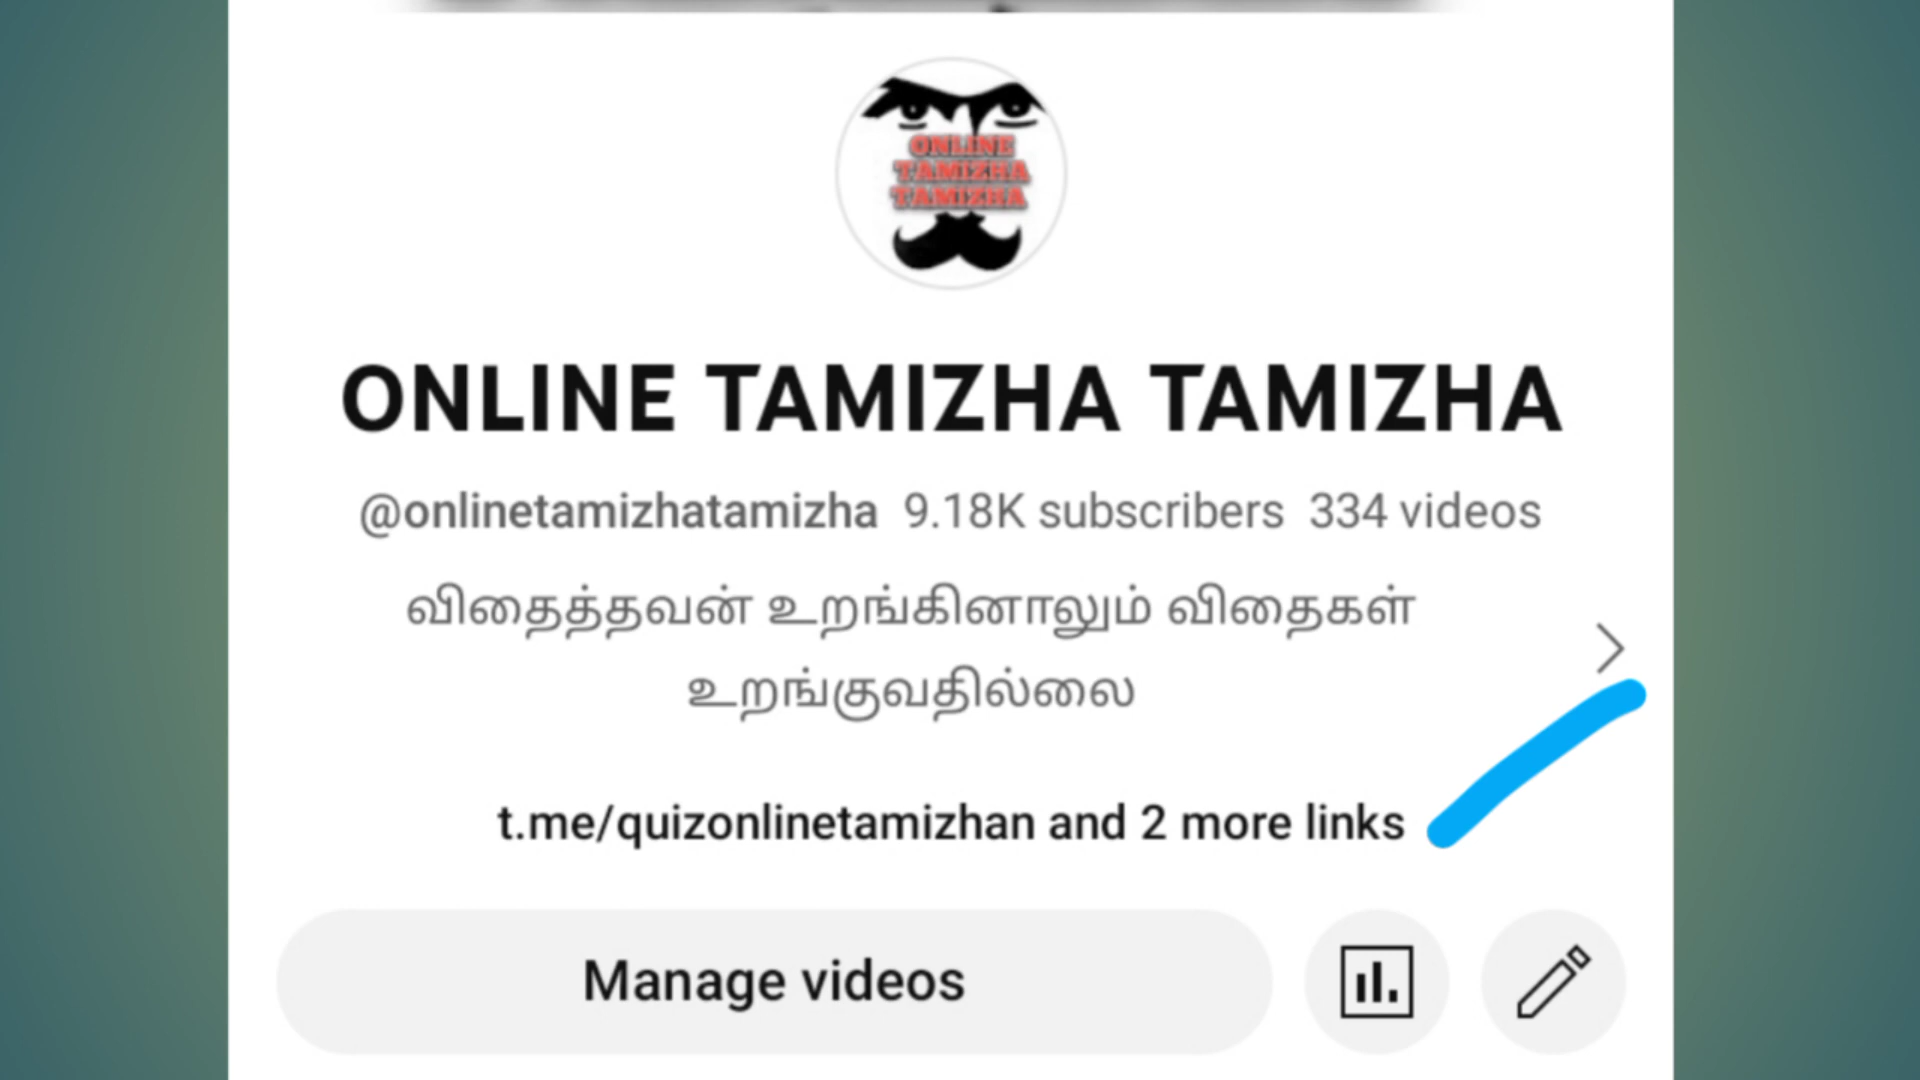 ONLINE
TAMIZHA
TAMIZHA
ONLINE TAMIZHA TAMIZHA
@onlinetamizhatamizha 9.18K subscribers 334 videos
விதைத்தவன் உறங்கினாலும் விதைகள்
உறங்குவதில்லை
t.me/quizonlinetamizhan and 2 more links
Manage videos